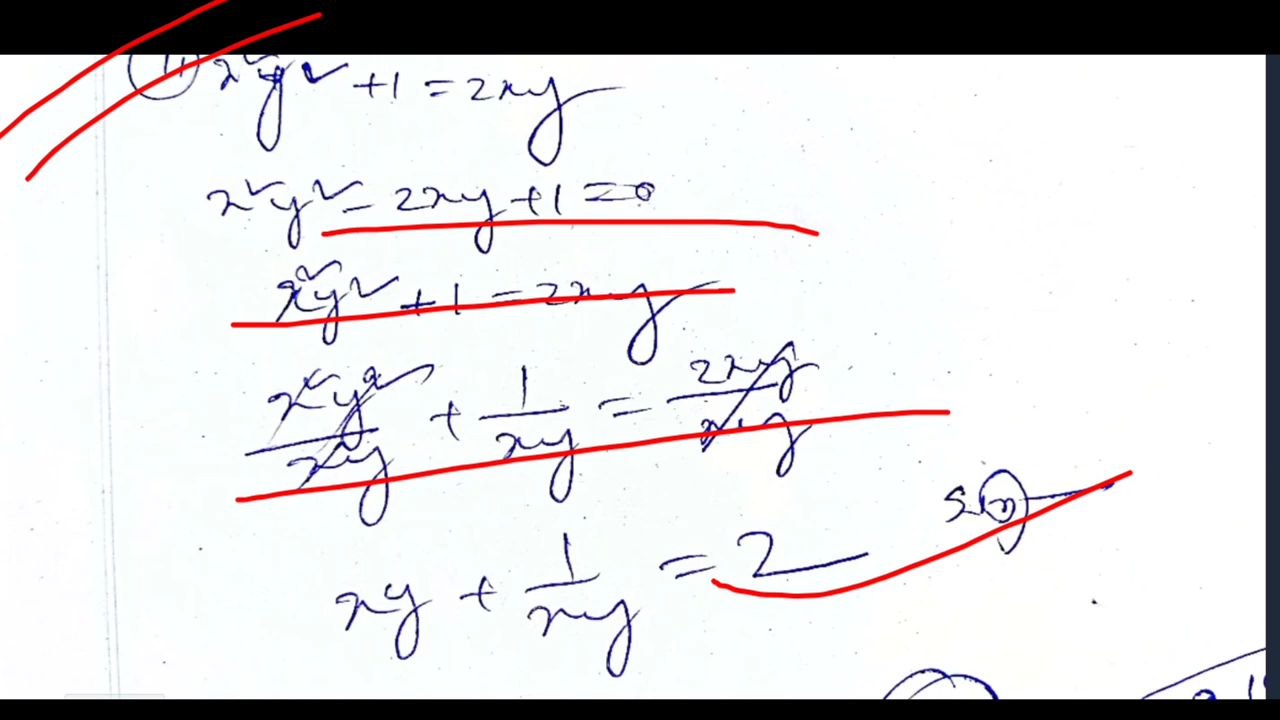 x²y² + 1 = 2xy
x²y² = 2xy + 1 = 0
x²y² + 1 = 2xy
x²y²/xy + 1/xy = 2xy/xy
xy + 1/xy = 2